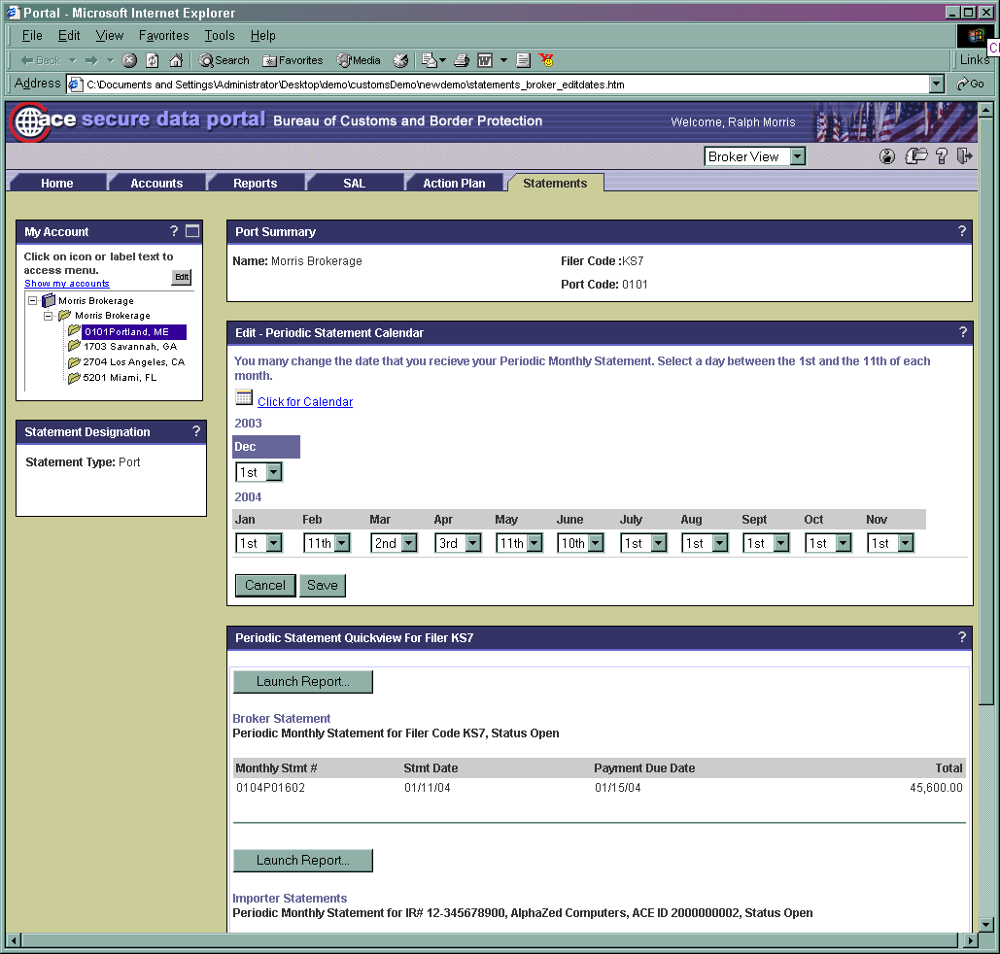 Portal - Microsoft Internet Explorer
File Edit View Favorites Tools Help
Back Search Favorites Media Links
Address C:\Documents and Settings\Administrator\Desktop\demo\customsDemo\newdemo\statements_broker_editdates.htm Go
ace secure data portal Bureau of Customs and Border Protection Welcome, Ralph Morris
Broker View
Home Accounts Reports SAL Action Plan Statements
My Account ?
Click on icon or label text to
access menu.
Show my accounts Edit
Morris Brokerage
Morris Brokerage
0101Portland, ME
1703 Savannah, GA
2704 Los Angeles, CA
5201 Miami, FL
Statement Designation ?
Statement Type: Port
Port Summary ?
Name: Morris Brokerage Filer Code :KS7
Port Code: 0101
Edit - Periodic Statement Calendar ?
You many change the date that you recieve your Periodic Monthly Statement. Select a day between the 1st and the 11th of each
month.
Click for Calendar
2003
Dec
1st
2004
Jan Feb Mar Apr May June July Aug Sept Oct Nov
1st 11th 2nd 3rd 11th 10th 1st 1st 1st 1st 1st
Cancel Save
Periodic Statement Quickview For Filer KS7 ?
Launch Report...
Broker Statement
Periodic Monthly Statement for Filer Code KS7, Status Open
Monthly Stmt # Stmt Date Payment Due Date Total
0104P01602 01/11/04 01/15/04 45,600.00
Launch Report...
Importer Statements
Periodic Monthly Statement for IR# 12-345678900, AlphaZed Computers, ACE ID 2000000002, Status Open